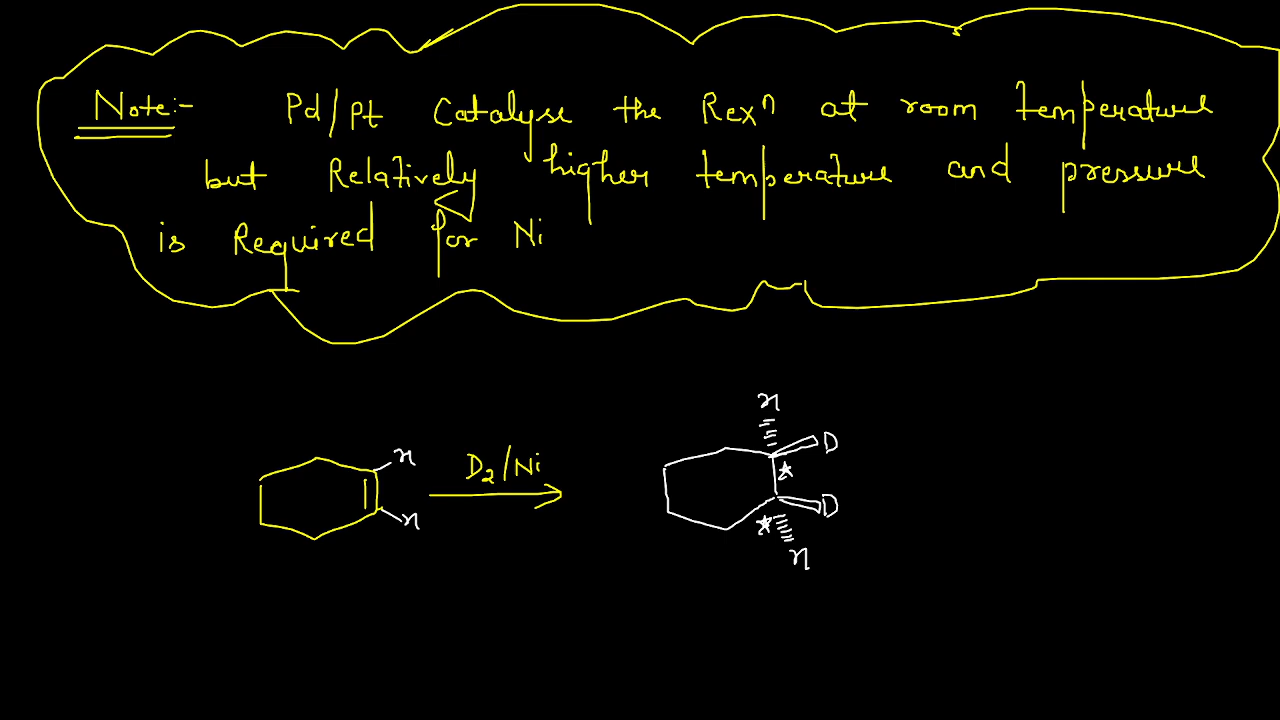 Note:- Pd/Pt Catalyse the Rexn at room temperature
but Relatively higher temperature and pressure
is Required for Ni
H
D
H
D2/Ni
D
H
H